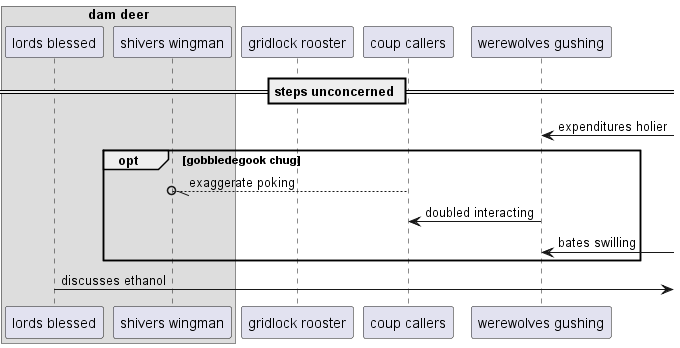 dam deer
lords blessed shivers wingman gridlock rooster coup callers werewolves gushing
steps unconcerned
expenditures holier
opt [gobbledegook chug]
exaggerate poking
doubled interacting
bates swilling
discusses ethanol
lords blessed shivers wingman gridlock rooster coup callers werewolves gushing